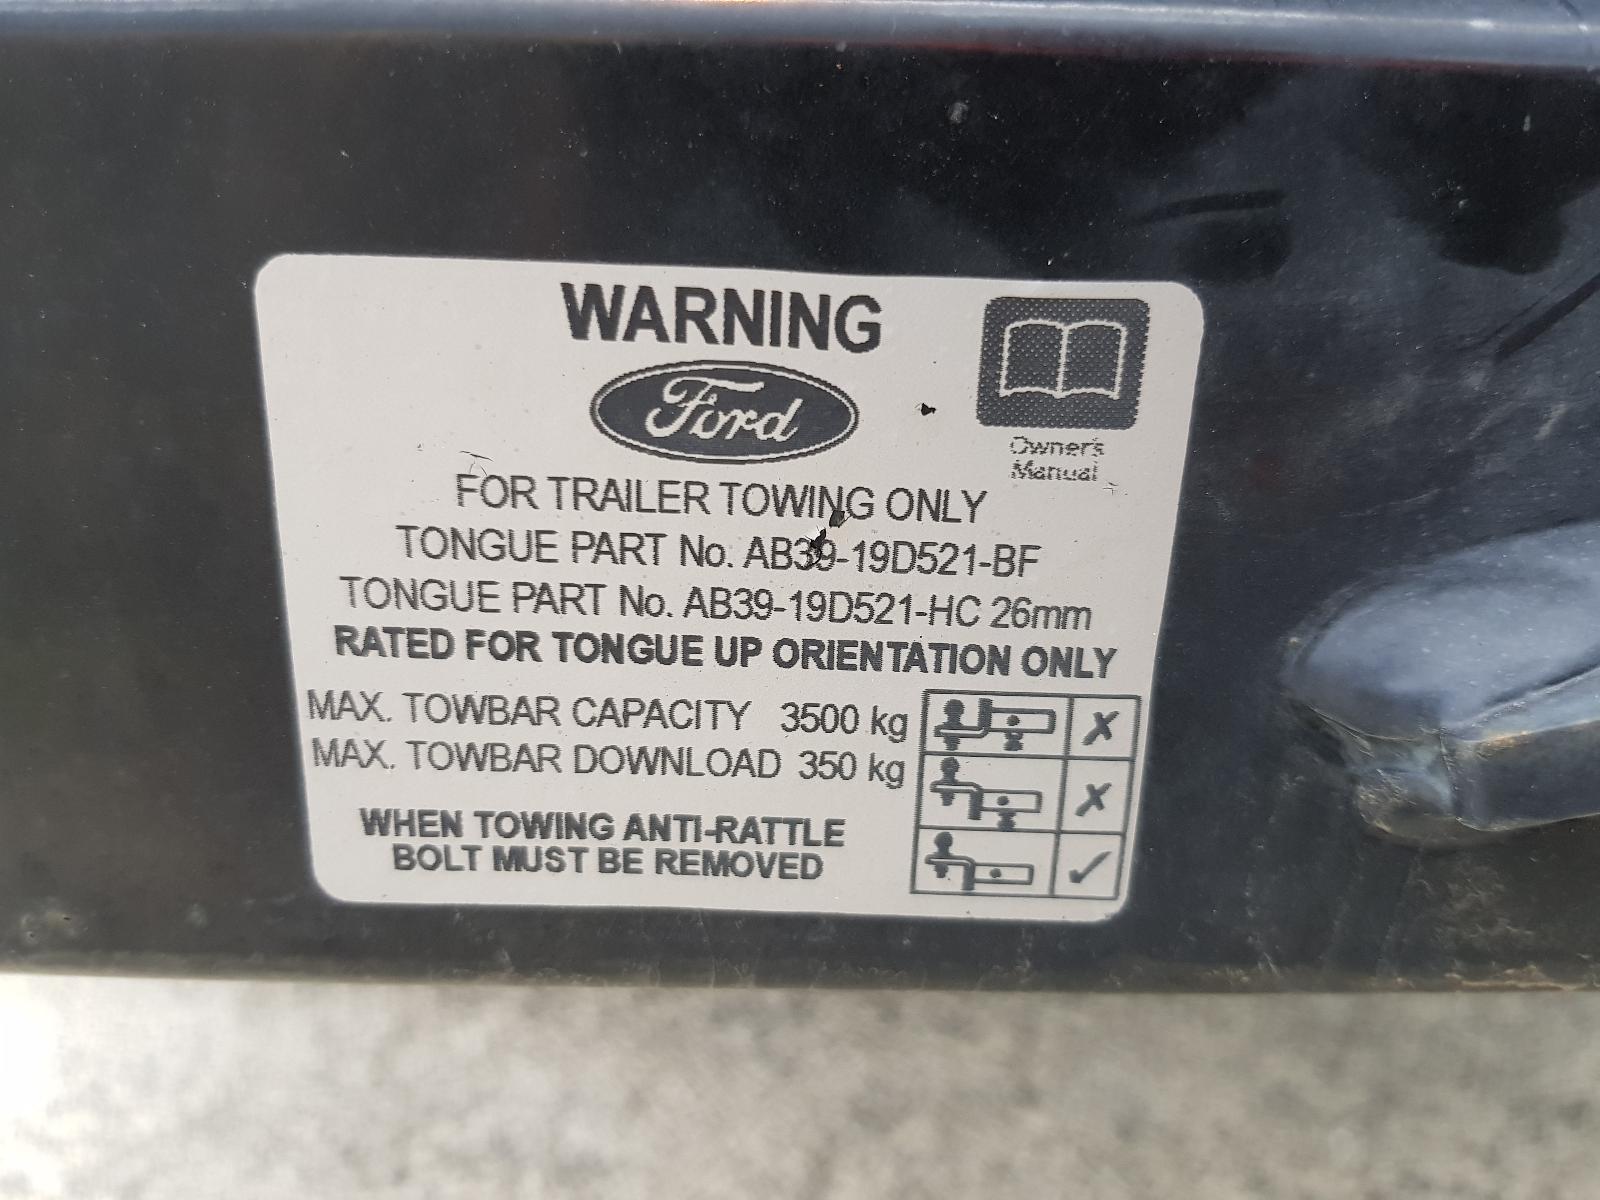 WARNING
Ford
Owner's
Manual
FOR TRAILER TOWING ONLY
TONGUE PART No. AB39-19D521-BF
TONGUE PART No. AB39-19D521-HC 26mm
RATED FOR TONGUE UP ORIENTATION ONLY
MAX. TOWBAR CAPACITY 3500 kg
MAX. TOWBAR DOWNLOAD 350 kg
WHEN TOWING ANTI-RATTLE
BOLT MUST BE REMOVED